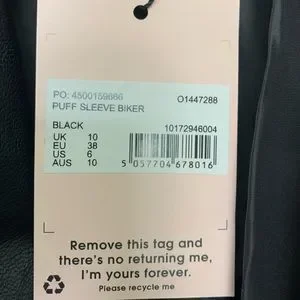 PO: 4500159666 O1447288
PUFF SLEEVE BIKER
BLACK 10172946004
UK 10
EU 38
US 6
AUS 10
5 057704 678016
Remove this tag and
there's no returning me,
I'm yours forever.
Please recycle me